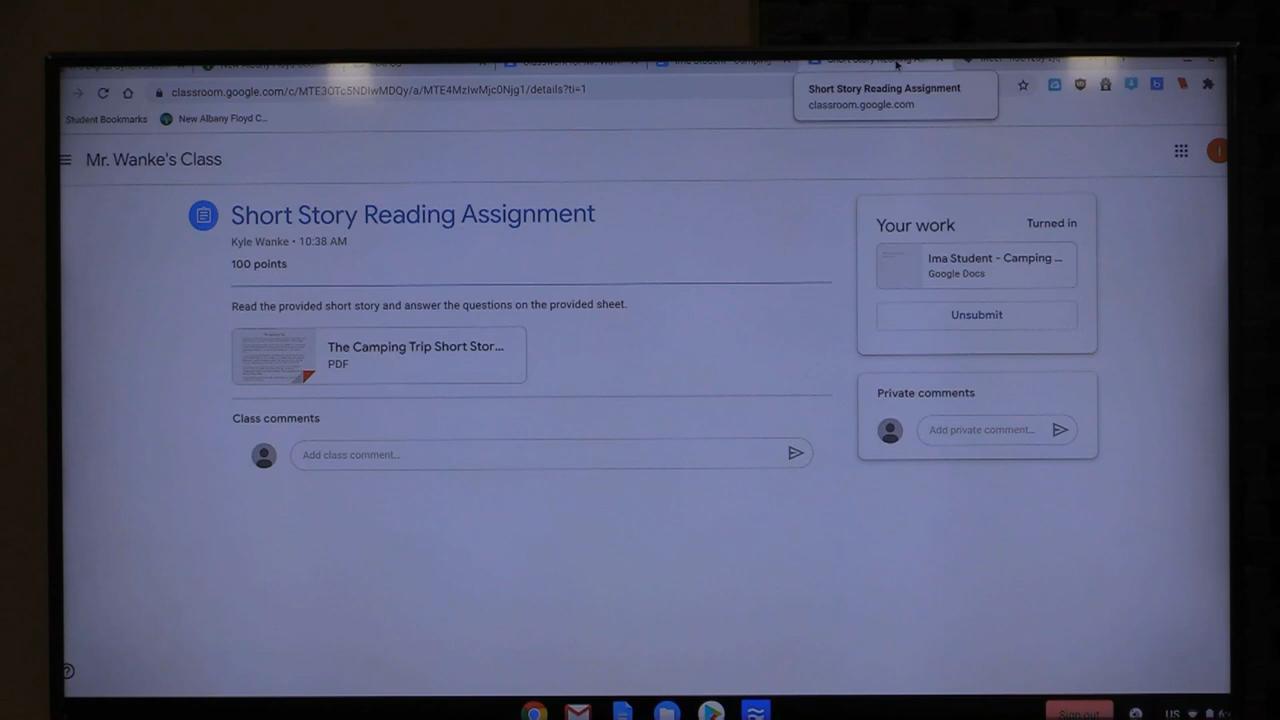 classroom.google.com/c/MTE3OTc5NDIwMDQy/a/MTE4MzIwMjc0Njg1/details?ti=1
Short Story Reading Assignment
classroom.google.com
Student Bookmarks
New Albany Floyd C...
Mr. Wanke's Class
Short Story Reading Assignment
Kyle Wanke • 10:38 AM
100 points
Read the provided short story and answer the questions on the provided sheet.
The Camping Trip Short Stor...
PDF
Class comments
Add class comment...
Your work
Turned in
Ima Student - Camping ...
Google Docs
Unsubmit
Private comments
Add private comment...
Sign out
US